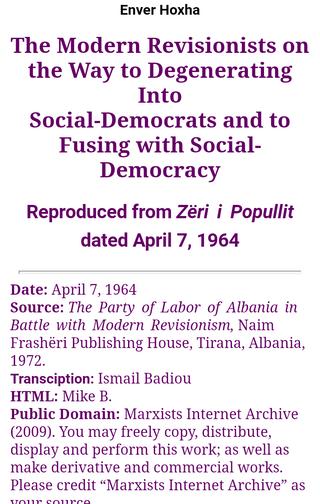 Enver Hoxha
The Modern Revisionists on
the Way to Degenerating
Into
Social-Democrats and to
Fusing with Social-
Democracy
Reproduced from Zëri i Popullit
dated April 7, 1964
Date: April 7, 1964
Source: The Party of Labor of Albania in
Battle with Modern Revisionism, Naim
Frashëri Publishing House, Tirana, Albania,
1972.
Transciption: Ismail Badiou
HTML: Mike B.
Public Domain: Marxists Internet Archive
(2009). You may freely copy, distribute,
display and perform this work; as well as
make derivative and commercial works.
Please credit “Marxists Internet Archive” as
your source.